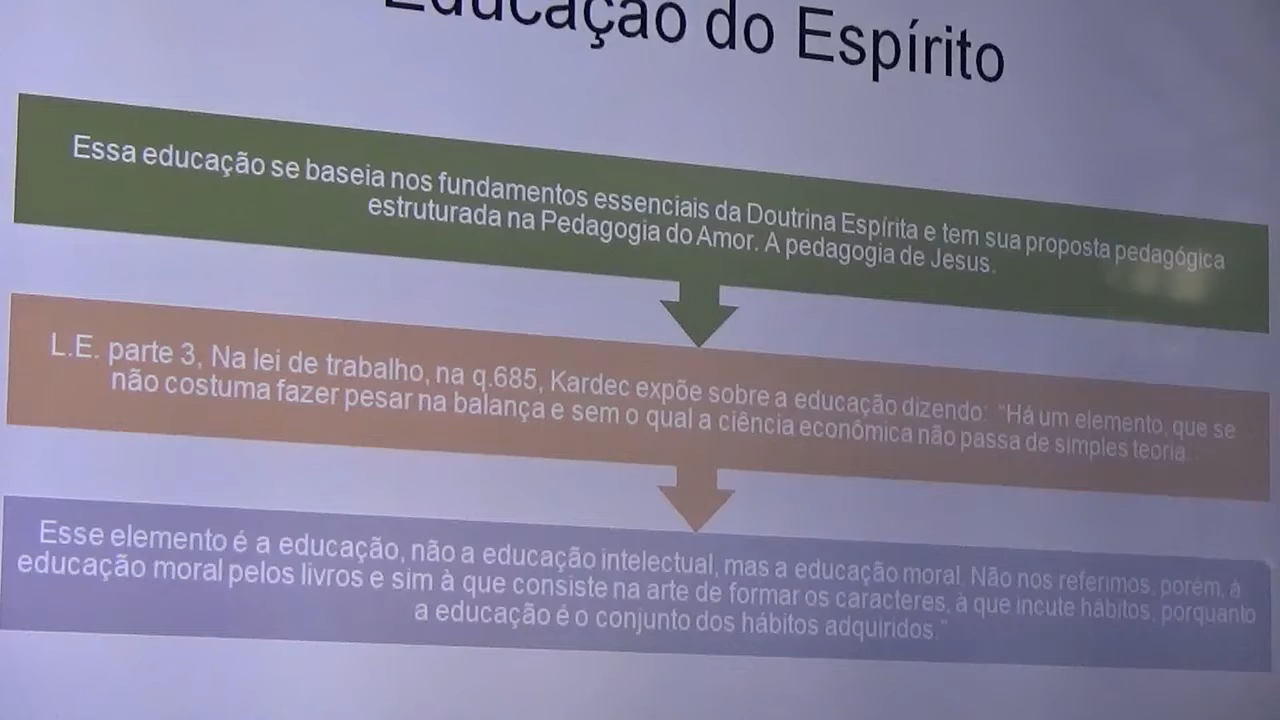 Educação do Espírito
Essa educação se baseia nos fundamentos essenciais da Doutrina Espírita e tem sua proposta pedagógica
estruturada na Pedagogia do Amor. A pedagogia de Jesus.
L.E. parte 3, Na lei de trabalho, na q.685, Kardec expõe sobre a educação dizendo: "Há um elemento, que se
não costuma fazer pesar na balança e sem o qual a ciência econômica não passa de simples teoria...
Esse elemento é a educação, não a educação intelectual, mas a educação moral. Não nos referimos, porém, à
educação moral pelos livros e sim à que consiste na arte de formar os caracteres, à que incute hábitos, porquanto
a educação é o conjunto dos hábitos adquiridos."